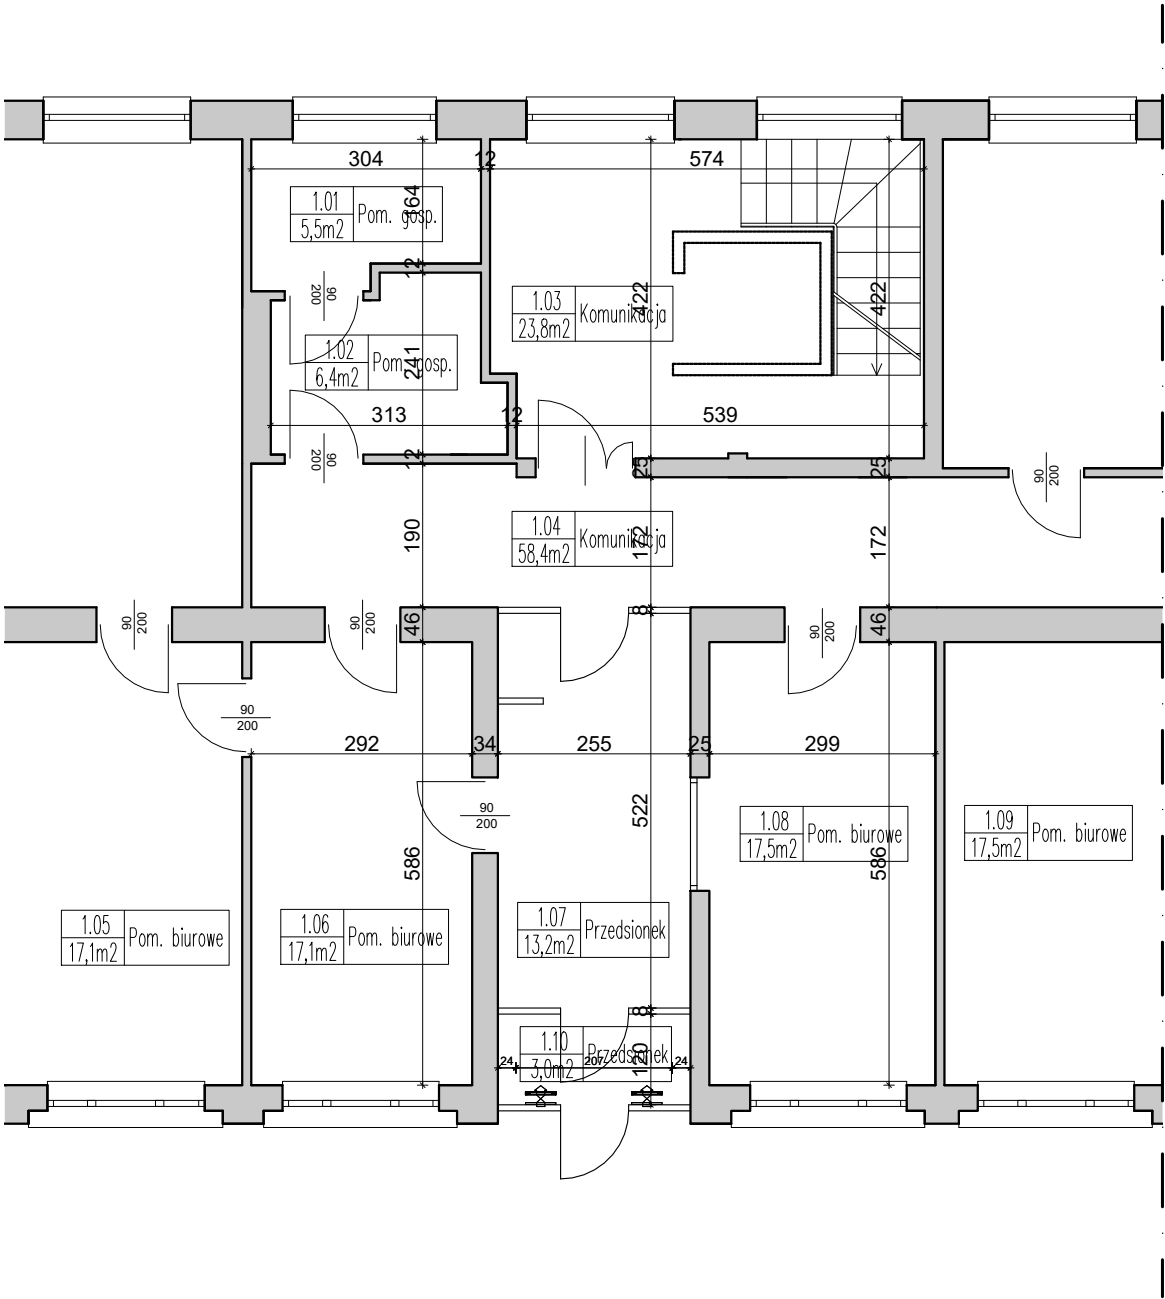 304
12
574
164
1.01
5,5m2
Pom. gosp.
12
90
200
1.03
23,8m2
Komunikacja
422
422
1.02
6,4m2
Pom. gosp.
241
313
12
539
12
90
200
25
25
90
200
190
1.04
58,4m2
Komunikacja
172
172
8
90
200
90
200
46
90
200
46
90
200
292
34
255
25
299
90
200
522
586
1.08
17,5m2
Pom. biurowe
586
1.09
17,5m2
Pom. biurowe
1.05
17,1m2
Pom. biurowe
1.06
17,1m2
Pom. biurowe
1.07
13,2m2
Przedsionek
8
1.10
3,0m2
Przedsionek
24
207
120
24